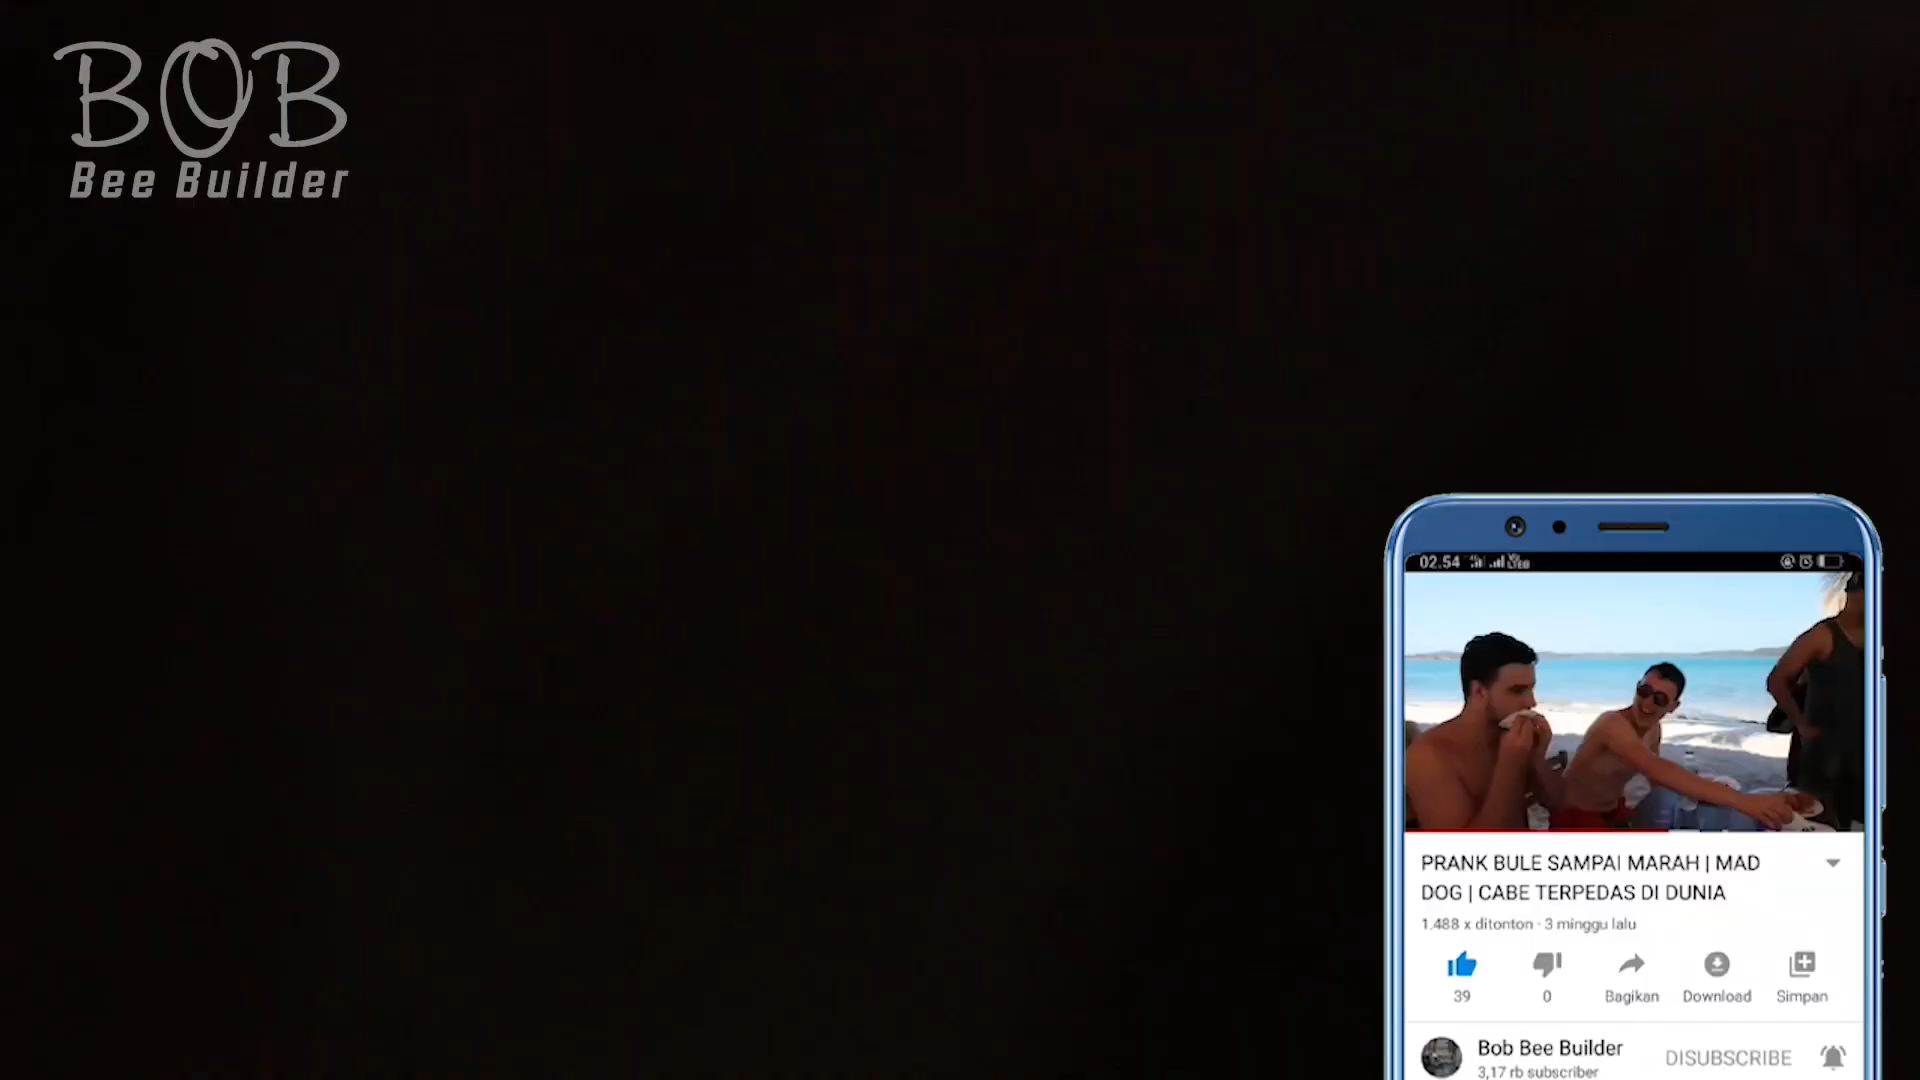 BOB
Bee Builder
02.54
PRANK BULE SAMPAI MARAH | MAD
DOG | CABE TERPEDAS DI DUNIA
1.488 x ditonton · 3 minggu lalu
39
0
Bagikan
Download
Simpan
Bob Bee Builder
DISUBSCRIBE
3,17 rb subscriber